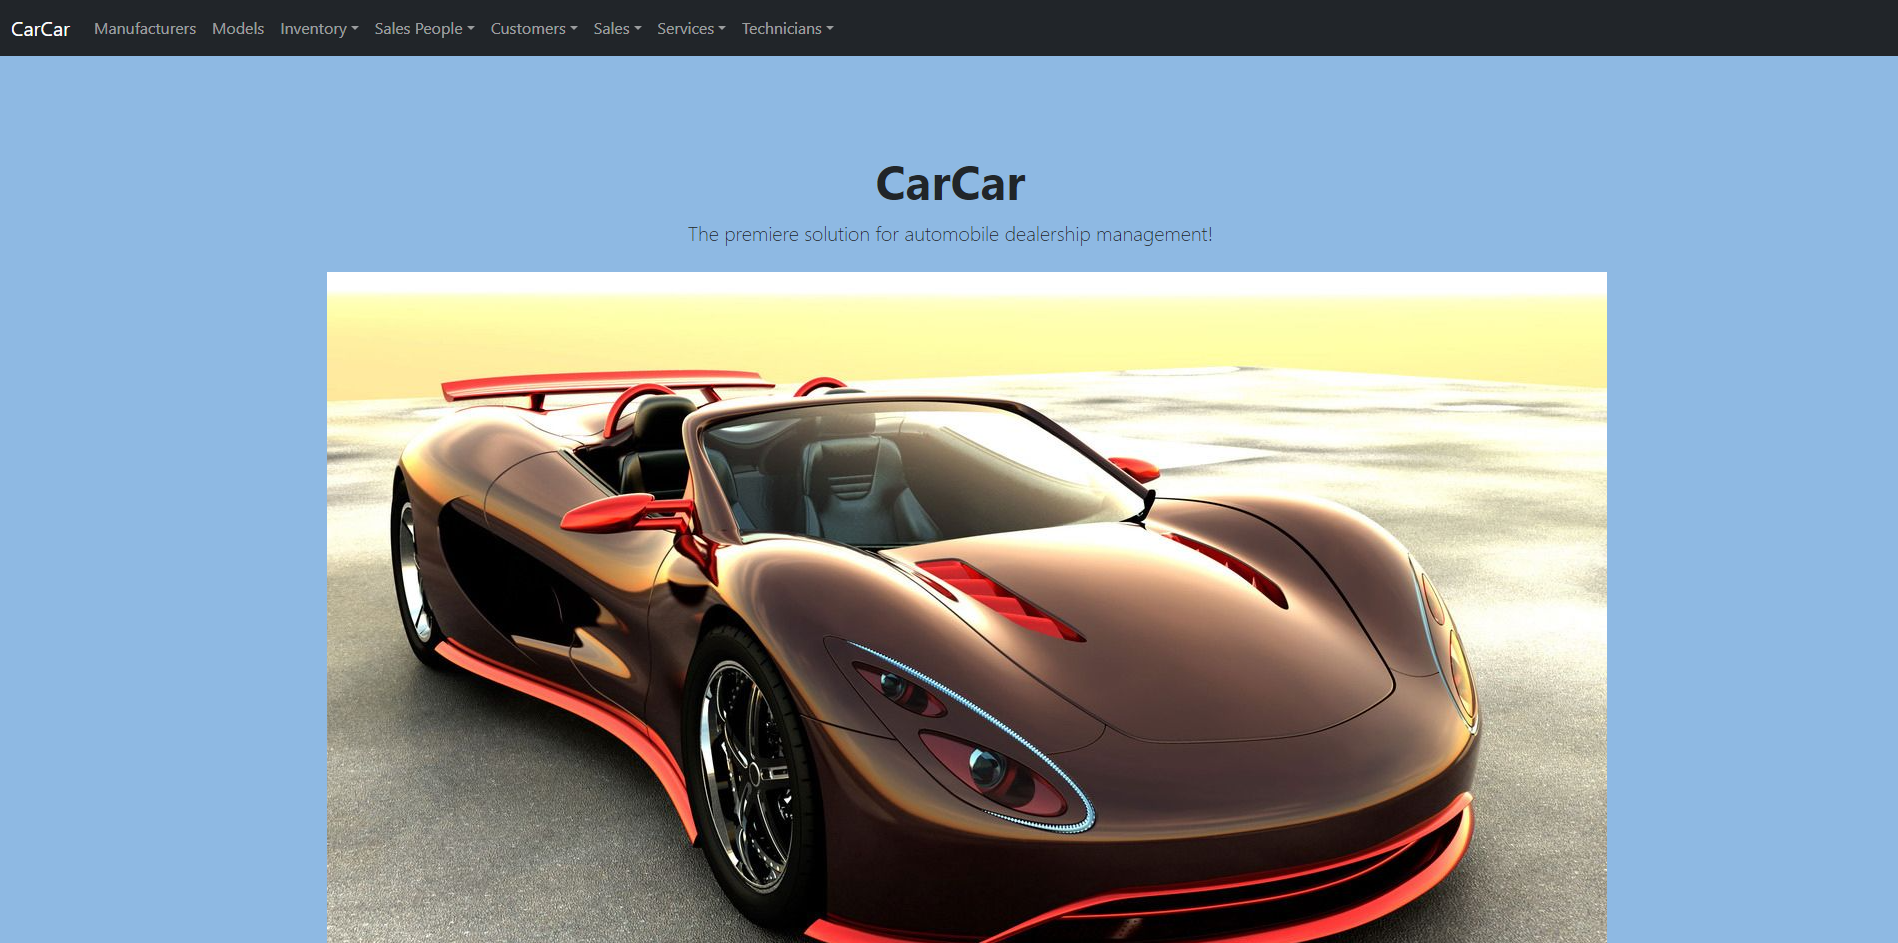 CarCar Manufacturers Models Inventory Sales People Customers Sales Services Technicians
CarCar
The premiere solution for automobile dealership management!